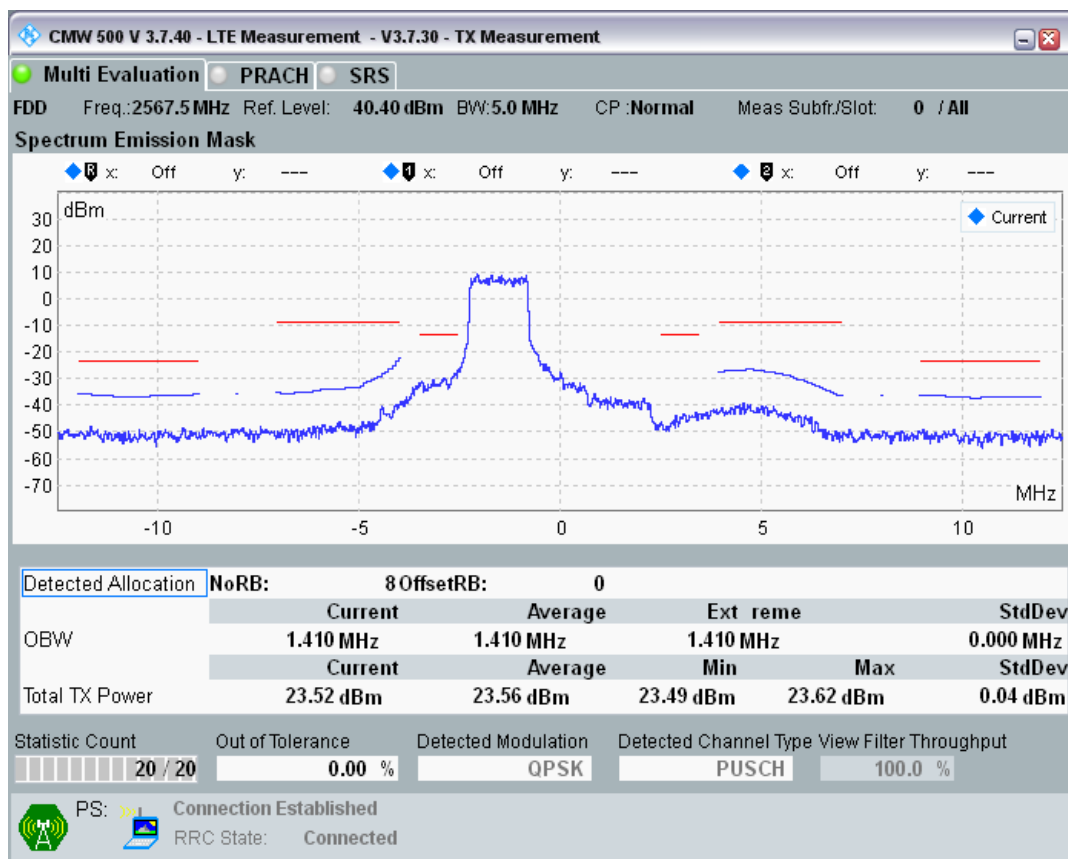 CMW 500 V 3.7.40 - LTE Measurement - V3.7.30 - TX Measurement
Multi Evaluation PRACH SRS
FDD Freq.:2567.5 MHz Ref. Level: 40.40 dBm BW:5.0 MHz CP :Normal Meas Subfr./Slot: 0 / All
Spectrum Emission Mask
R x: Off y: --- 1 x: Off y: --- 2 x: Off y: ---
dBm
Current
30
20
10
0
-10
-20
-30
-40
-50
-60
-70
MHz
-10 -5 0 5 10
Detected Allocation NoRB: 8 OffsetRB: 0
Current Average Ext reme StdDev
OBW 1.410 MHz 1.410 MHz 1.410 MHz 0.000 MHz
Current Average Min Max StdDev
Total TX Power 23.52 dBm 23.56 dBm 23.49 dBm 23.62 dBm 0.04 dBm
Statistic Count Out of Tolerance Detected Modulation Detected Channel Type View Filter Throughput
20 / 20 0.00 % QPSK PUSCH 100.0 %
PS: Connection Established
RRC State: Connected